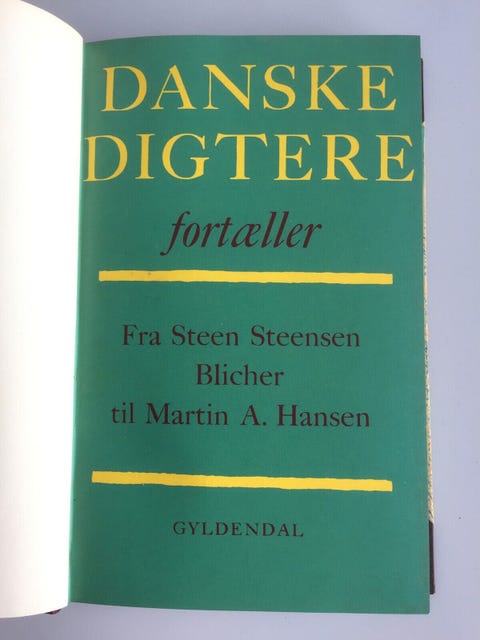 DANSKE
DIGTERE
fortæller
Fra Steen Steensen
Blicher
til Martin A. Hansen
GYLDENDAL